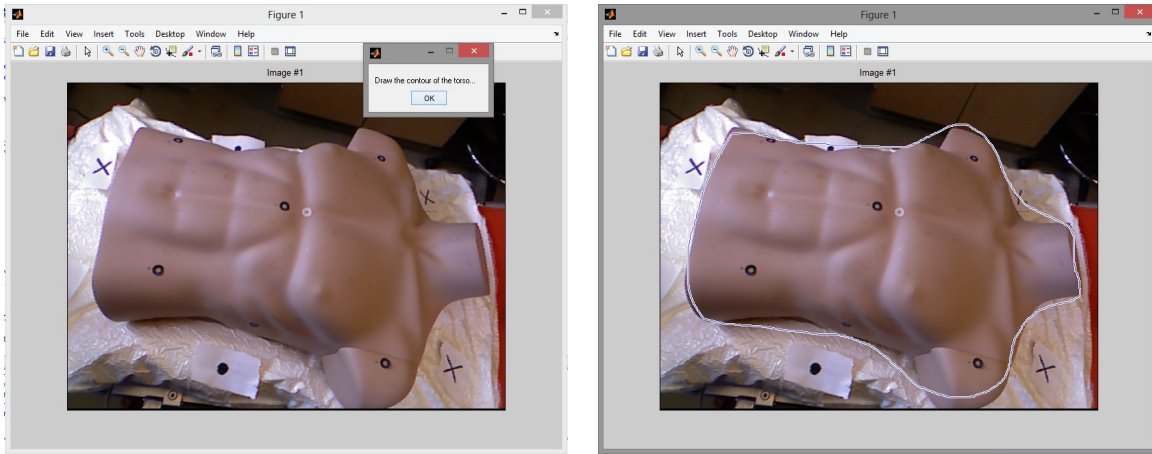 Figure 1
File Edit View Insert Tools Desktop Window Help
Image #1
Draw the contour of the torso...
OK
Figure 1
File Edit View Insert Tools Desktop Window Help
Image #1